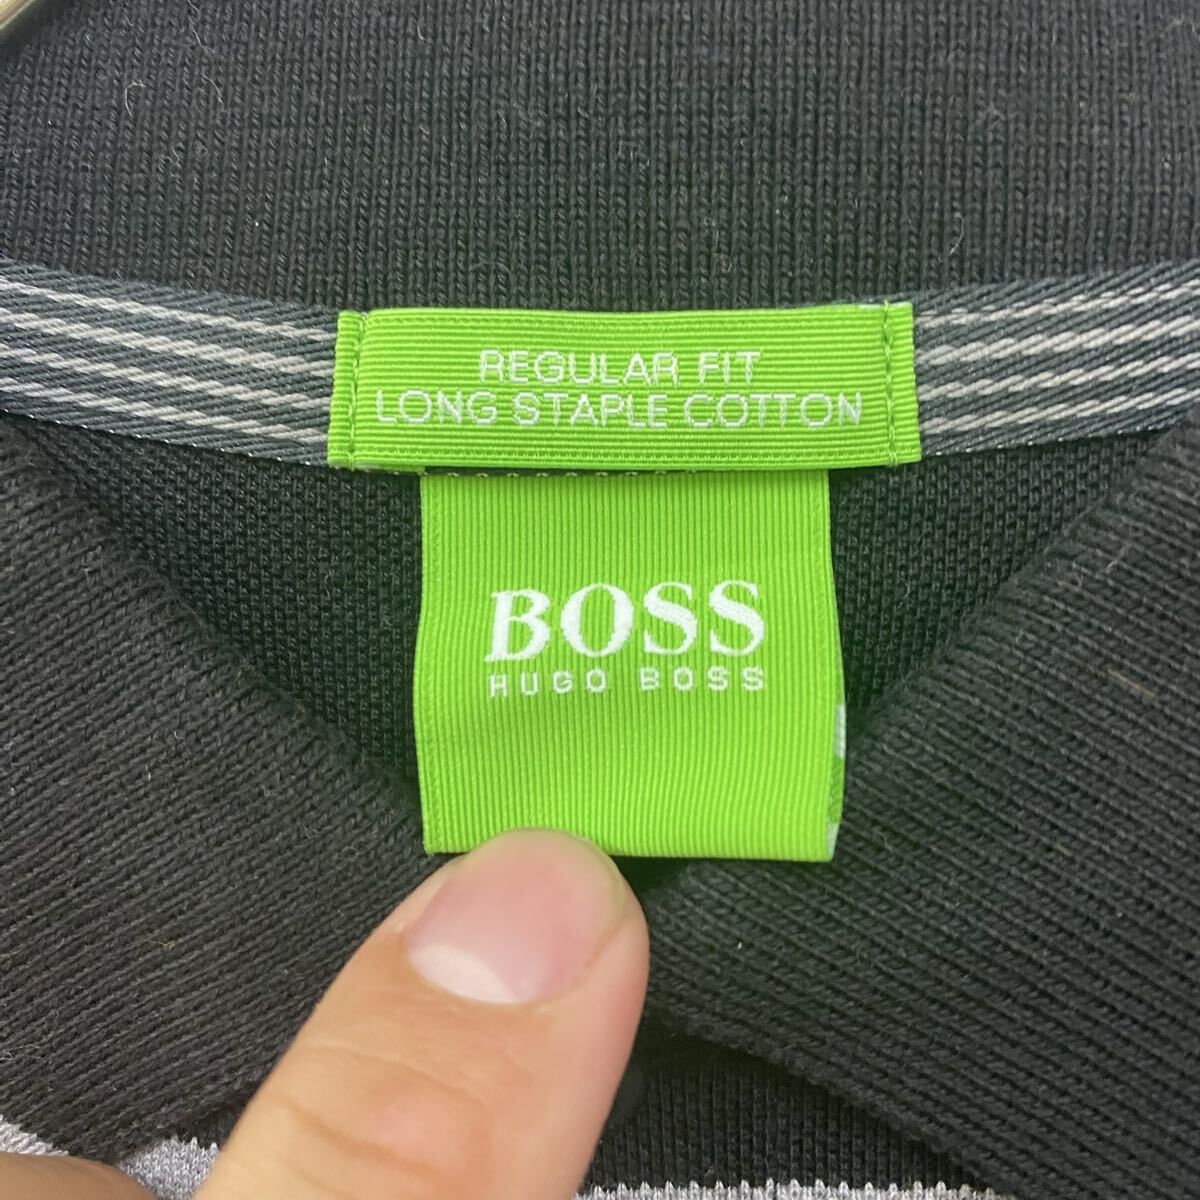 REGULAR FIT
LONG STAPLE COTTON
BOSS
HUGO BOSS